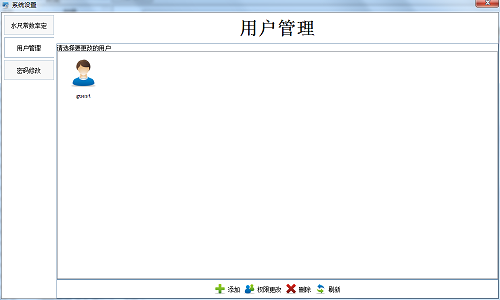 系统设置
水尺常数率定
用户管理
密码修改
用户管理
请选择要更改的用户
guest
添加 权限更改 删除 刷新